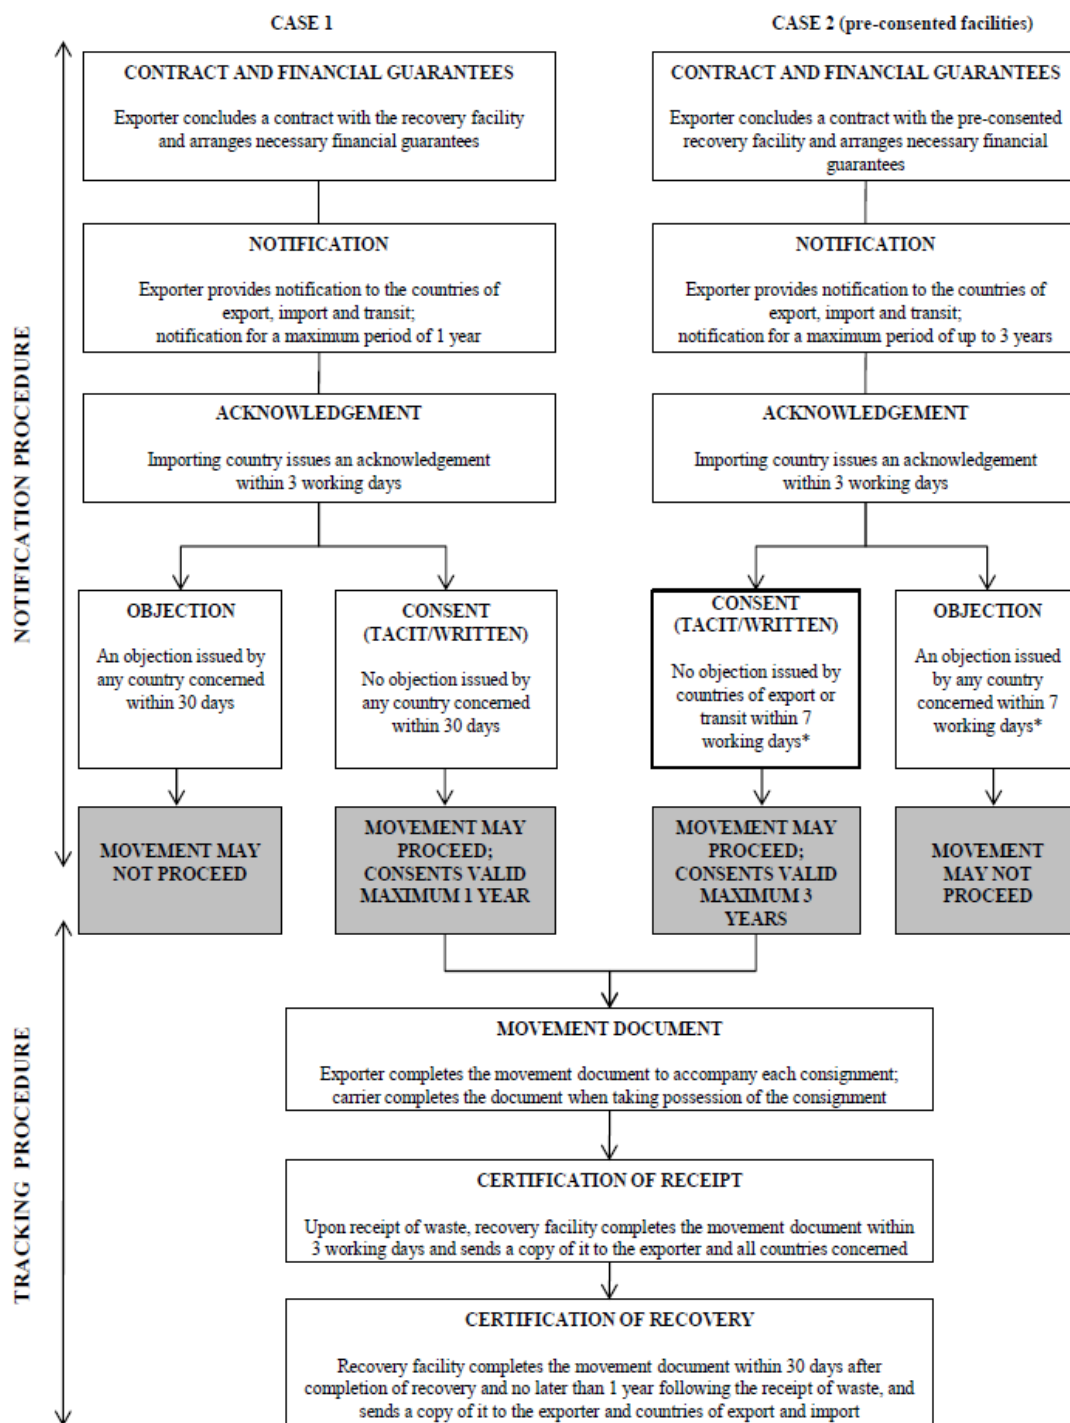 CASE 1
CASE 2 (pre-consented facilities)
NOTIFICATION PROCEDURE
CONTRACT AND FINANCIAL GUARANTEES
Exporter concludes a contract with the recovery facility
and arranges necessary financial guarantees
CONTRACT AND FINANCIAL GUARANTEES
Exporter concludes a contract with the pre-consented
recovery facility and arranges necessary financial
guarantees
NOTIFICATION
Exporter provides notification to the countries of
export, import and transit;
notification for a maximum period of 1 year
NOTIFICATION
Exporter provides notification to the countries of
export, import and transit;
notification for a maximum period of up to 3 years
ACKNOWLEDGEMENT
Importing country issues an acknowledgement
within 3 working days
ACKNOWLEDGEMENT
Importing country issues an acknowledgement
within 3 working days
OBJECTION
An objection issued by
any country concerned
within 30 days
CONSENT
(TACIT/WRITTEN)
No objection issued by
any country concerned
within 30 days
CONSENT
(TACIT/WRITTEN)
No objection issued by
countries of export or
transit within 7
working days*
OBJECTION
An objection issued
by any country
concerned within 7
working days*
MOVEMENT MAY
NOT PROCEED
MOVEMENT MAY
PROCEED;
CONSENTS VALID
MAXIMUM 1 YEAR
MOVEMENT MAY
PROCEED;
CONSENTS VALID
MAXIMUM 3
YEARS
MOVEMENT
MAY NOT
PROCEED
TRACKING PROCEDURE
MOVEMENT DOCUMENT
Exporter completes the movement document to accompany each consignment;
carrier completes the document when taking possession of the consignment
CERTIFICATION OF RECEIPT
Upon receipt of waste, recovery facility completes the movement document within
3 working days and sends a copy of it to the exporter and all countries concerned
CERTIFICATION OF RECOVERY
Recovery facility completes the movement document within 30 days after
completion of recovery and no later than 1 year following the receipt of waste, and
sends a copy of it to the exporter and countries of export and import